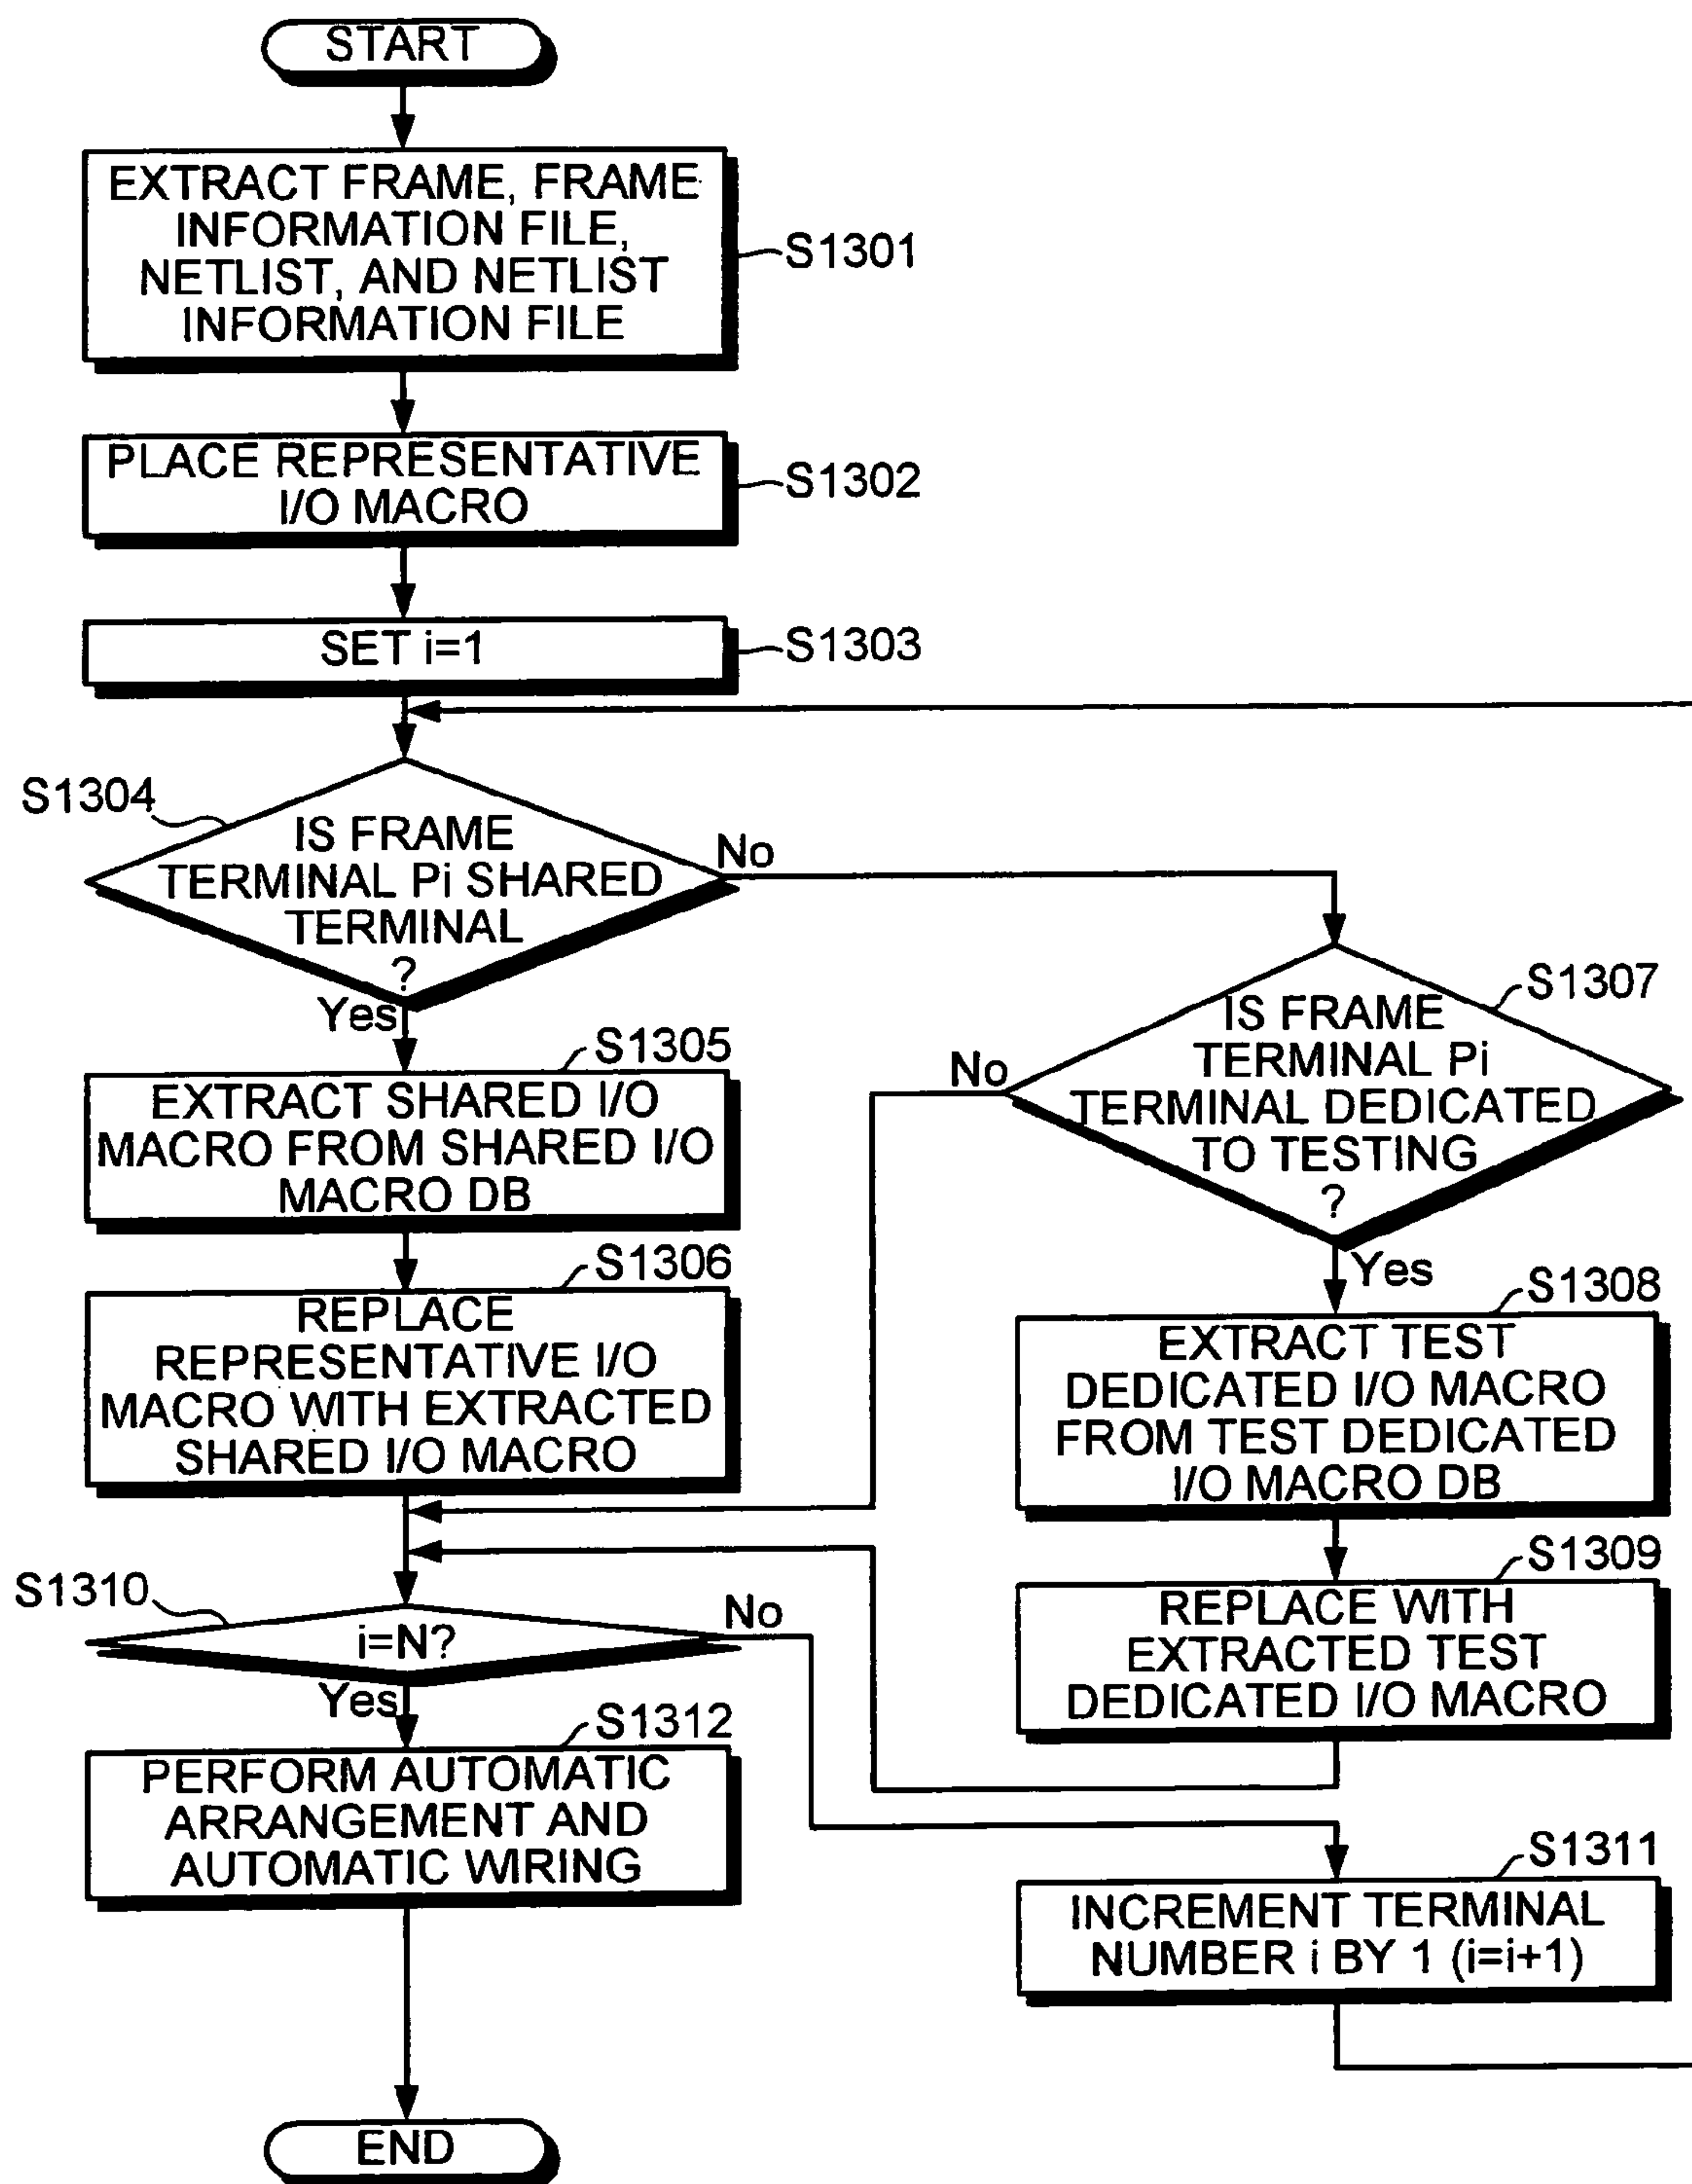 START
EXTRACT FRAME, FRAME
INFORMATION FILE,
NETLIST, AND NETLIST
INFORMATION FILE
S1301
PLACE REPRESENTATIVE
I/O MACRO
S1302
SET i=1
S1303
S1304
IS FRAME
TERMINAL Pi SHARED
TERMINAL
?
No
Yes
S1305
EXTRACT SHARED I/O
MACRO FROM SHARED I/O
MACRO DB
S1306
REPLACE
REPRESENTATIVE I/O
MACRO WITH EXTRACTED
SHARED I/O MACRO
S1307
IS FRAME
TERMINAL Pi
TERMINAL DEDICATED
TO TESTING
?
No
Yes
S1308
EXTRACT TEST
DEDICATED I/O MACRO
FROM TEST DEDICATED
I/O MACRO DB
S1309
REPLACE WITH
EXTRACTED TEST
DEDICATED I/O MACRO
S1310
i=N?
No
Yes
S1311
INCREMENT TERMINAL
NUMBER i BY 1 (i=i+1)
S1312
PERFORM AUTOMATIC
ARRANGEMENT AND
AUTOMATIC WIRING
END